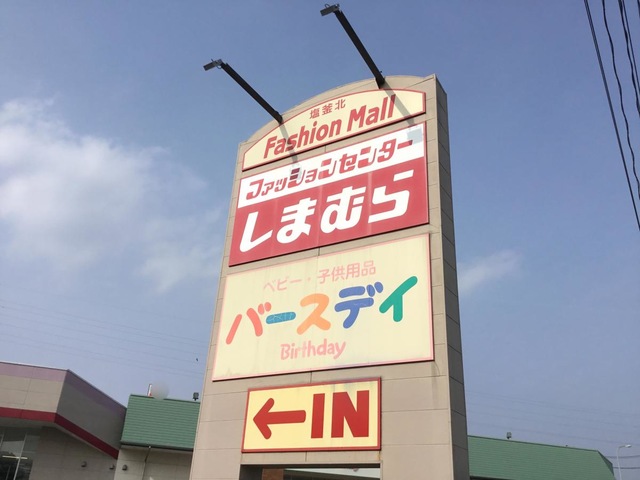 塩釜北
Fashion Mall
ファッションセンター
しまむら
ベビー・子供用品
バースデイ
Birthday
←IN